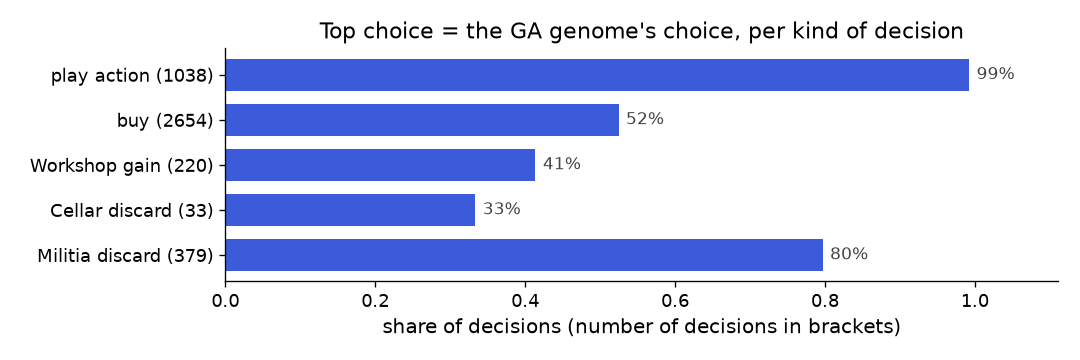 Top choice = the GA genome's choice, per kind of decision
play action (1038)
99%
buy (2654)
52%
Workshop gain (220)
41%
Cellar discard (33)
33%
Militia discard (379)
80%
0.0 0.2 0.4 0.6 0.8 1.0
share of decisions (number of decisions in brackets)